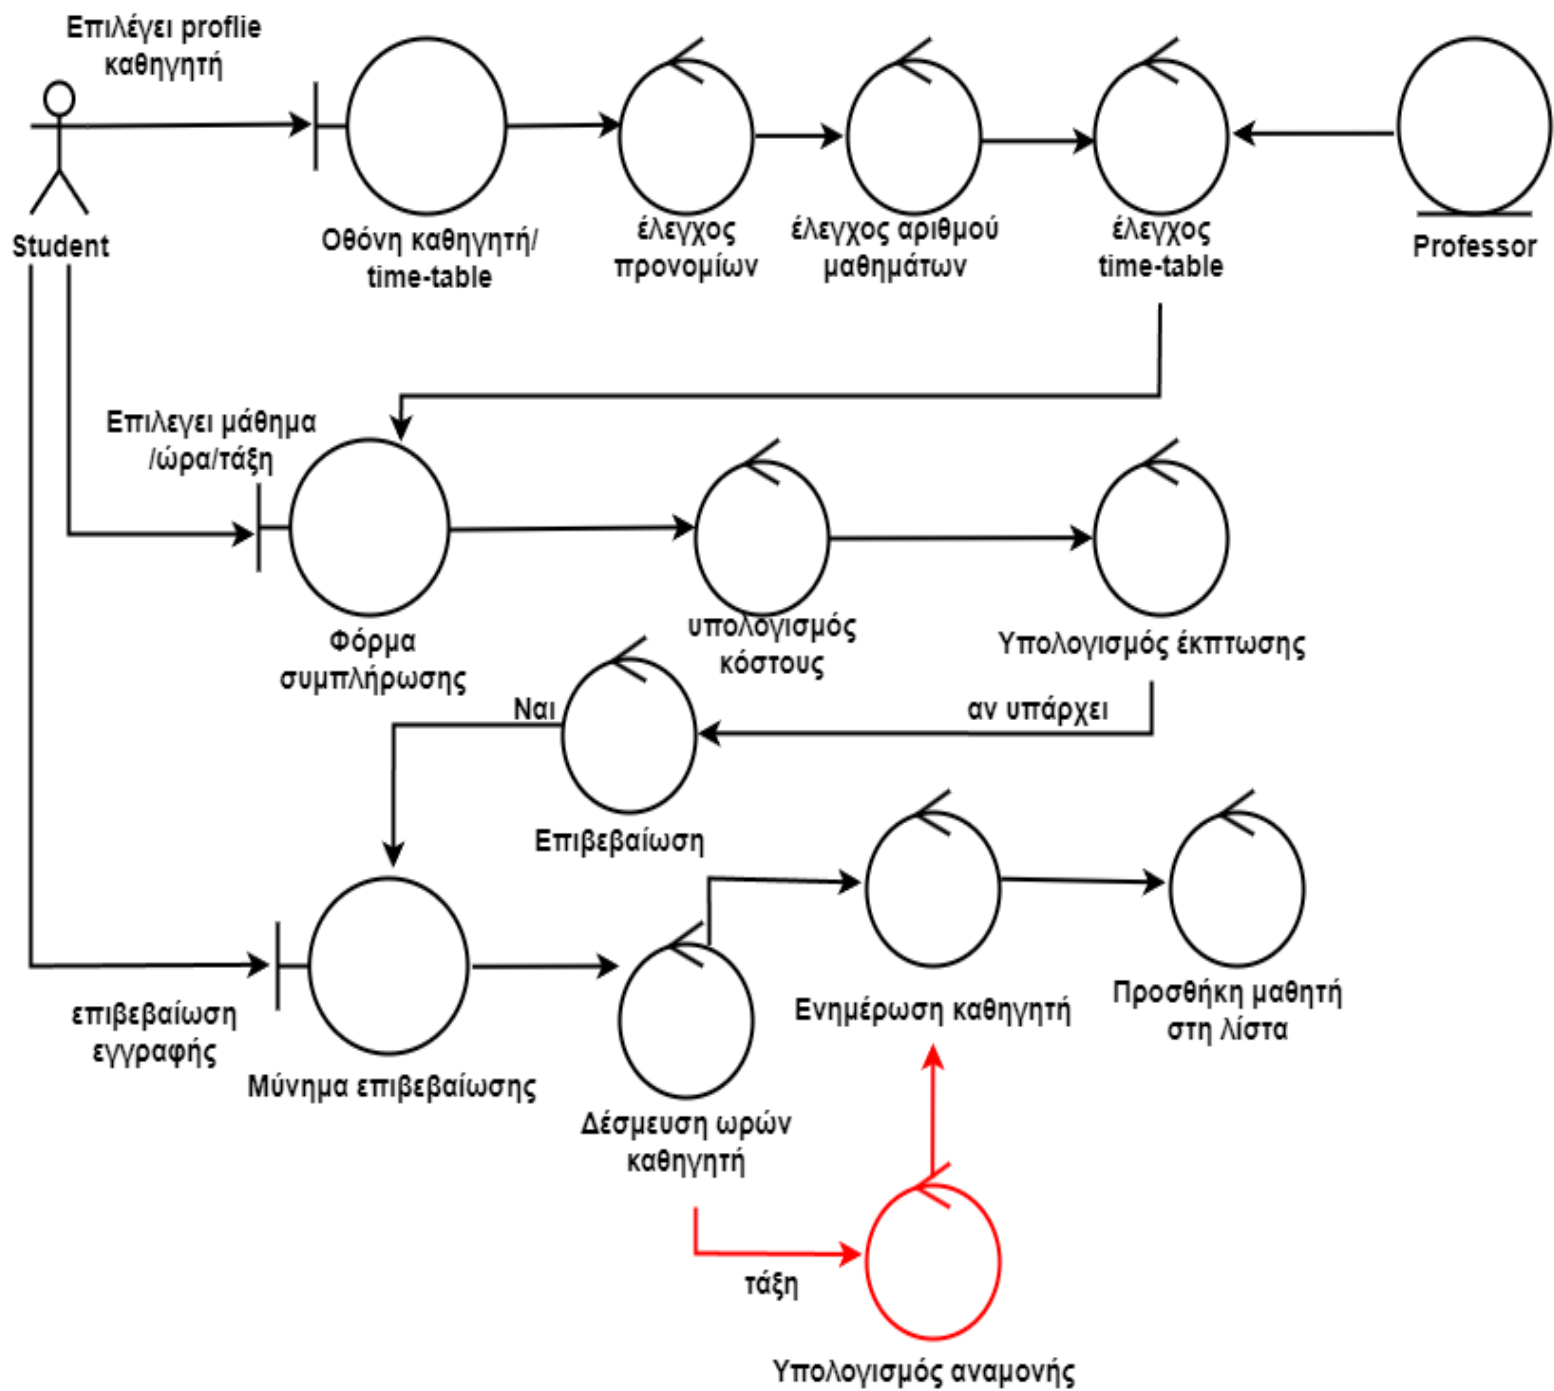 Επιλέγει proflie
καθηγητή
Student
Οθόνη καθηγητή/
time-table
έλεγχος
προνομίων
έλεγχος αριθμού
μαθημάτων
έλεγχος
time-table
Professor
Επιλεγει μάθημα
/ώρα/τάξη
Φόρμα
συμπλήρωσης
υπολογισμός
κόστους
Υπολογισμός έκπτωσης
Ναι
αν υπάρχει
Επιβεβαίωση
επιβεβαίωση
εγγραφής
Μύνημα επιβεβαίωσης
Δέσμευση ωρών
καθηγητή
Ενημέρωση καθηγητή
Προσθήκη μαθητή
στη λίστα
τάξη
Υπολογισμός αναμονής